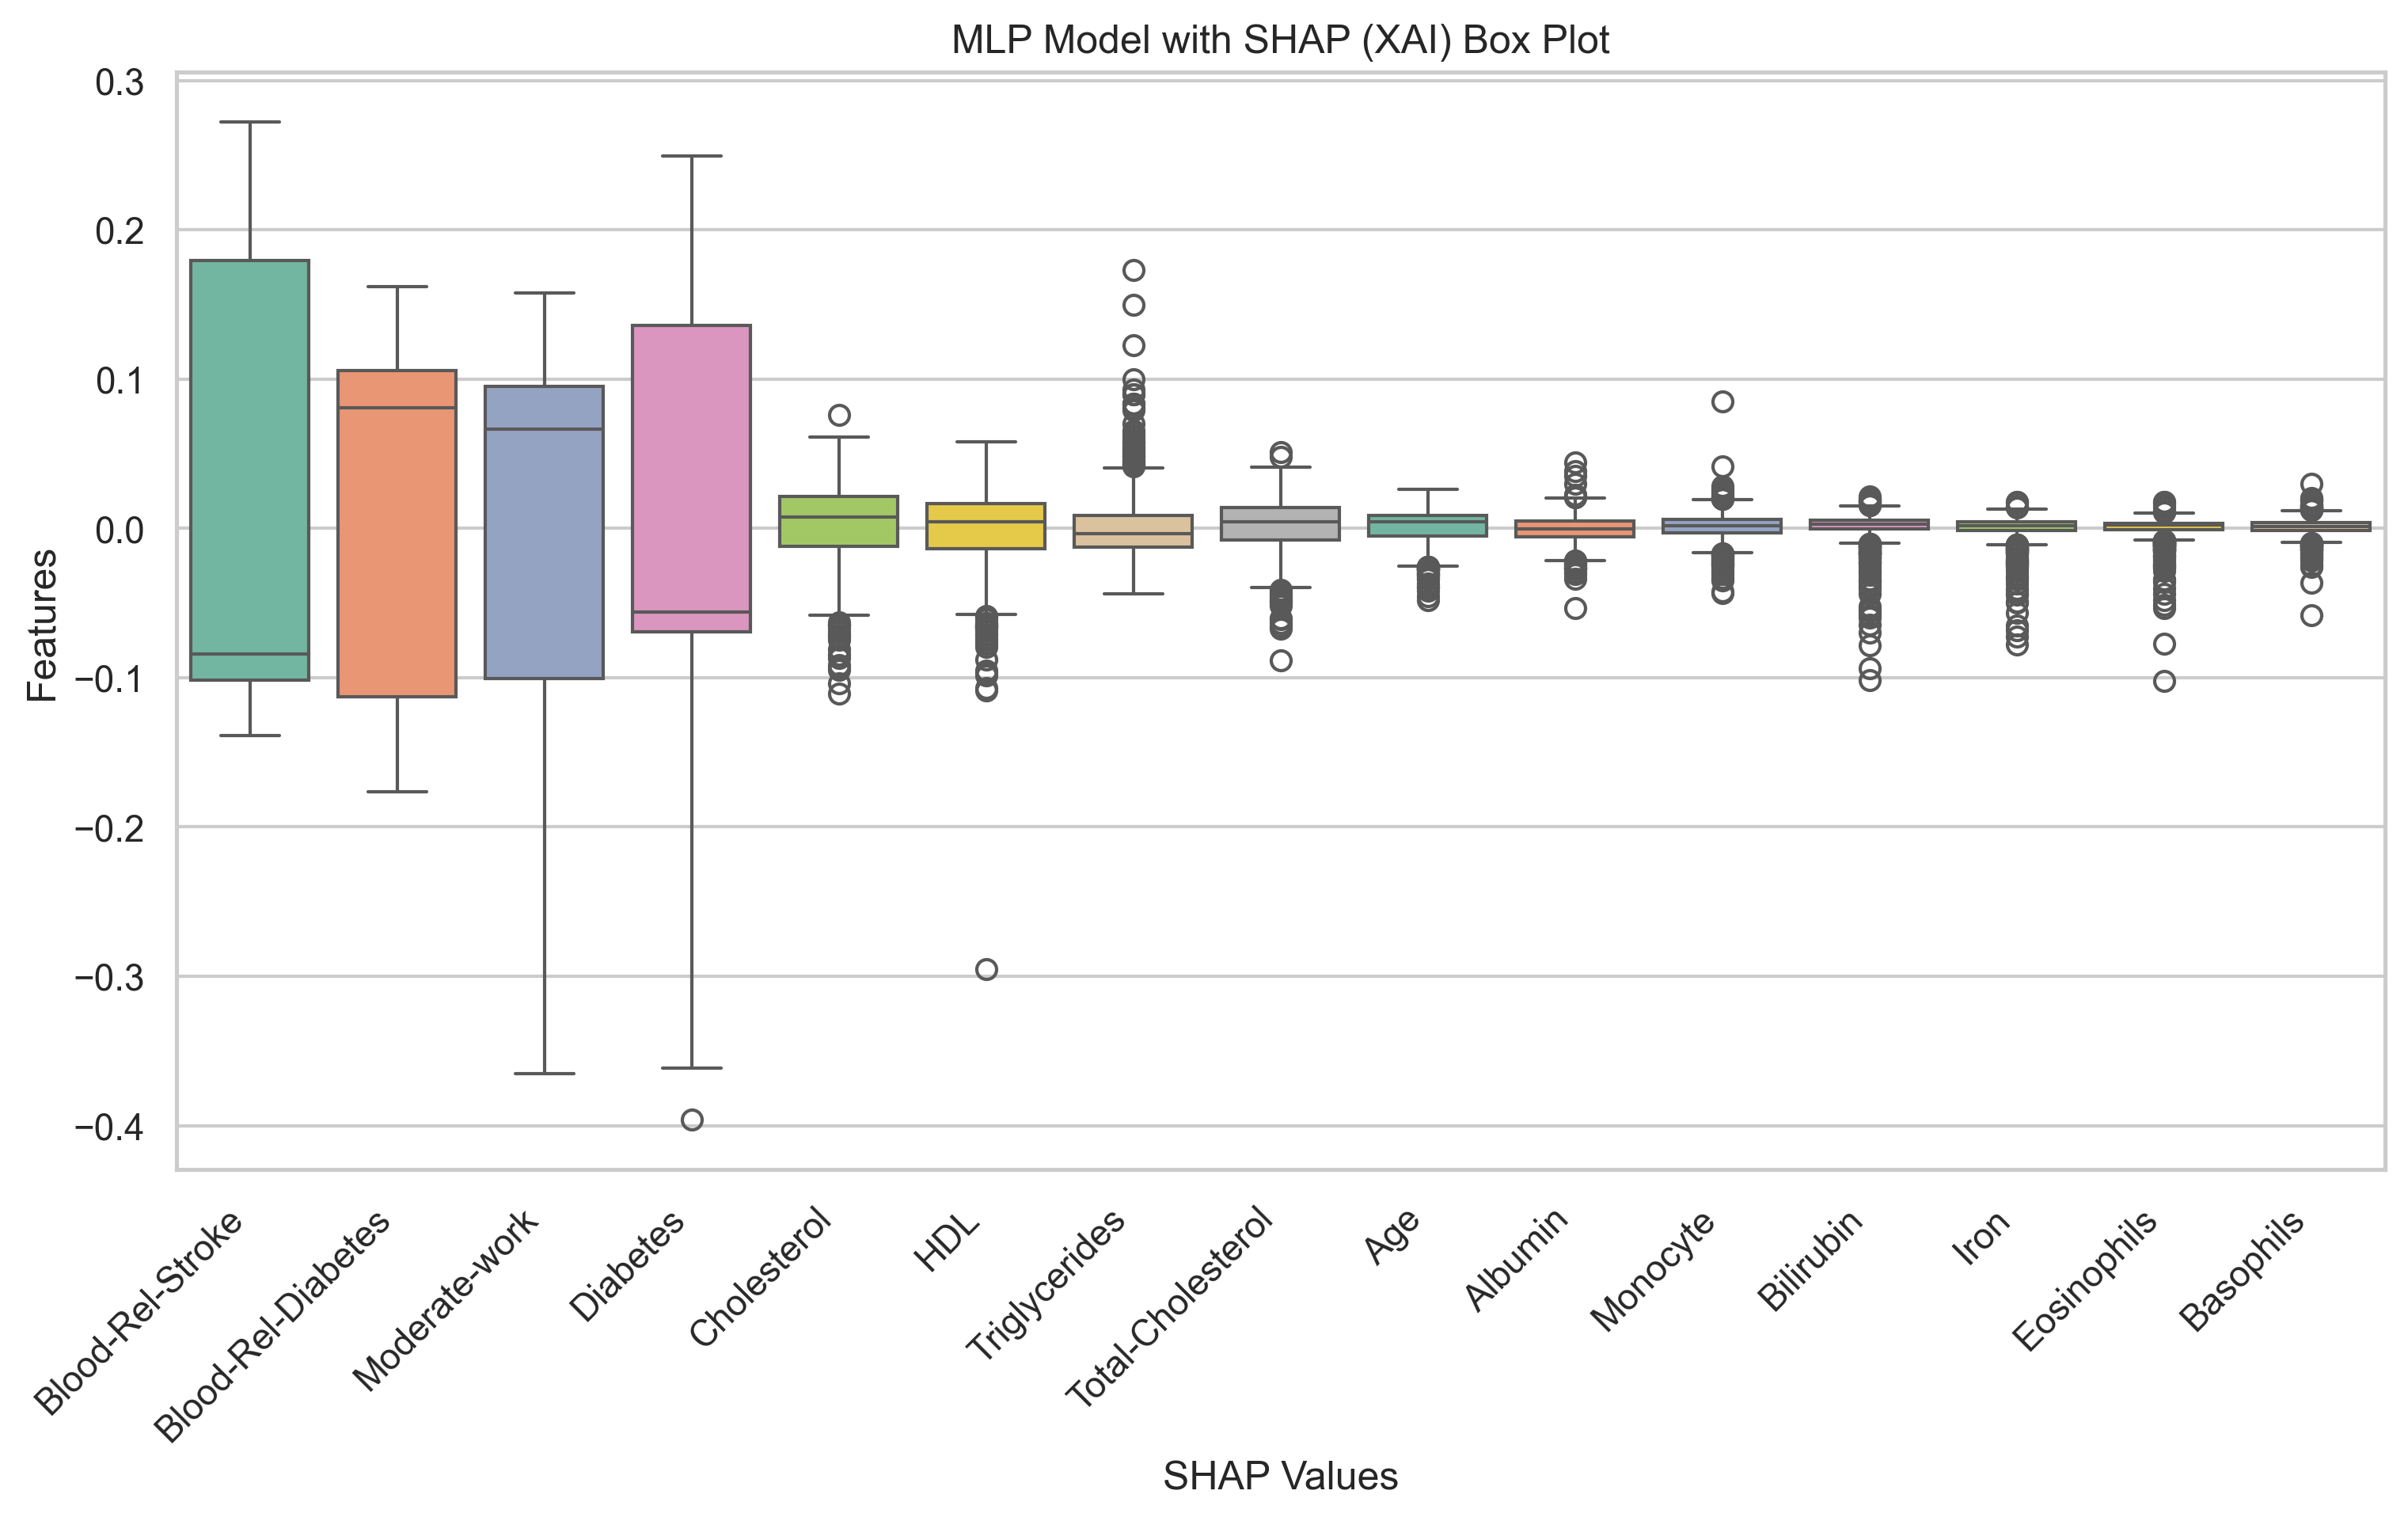 MLP Model with SHAP (XAI) Box Plot
0.3
0.2
0.1
0.0
−0.1
−0.2
−0.3
−0.4
Features
Blood-Rel-Stroke
Blood-Rel-Diabetes
Moderate-work
Diabetes
Cholesterol
HDL
Triglycerides
Total-Cholesterol
Age
Albumin
Monocyte
Bilirubin
Iron
Eosinophils
Basophils
SHAP Values